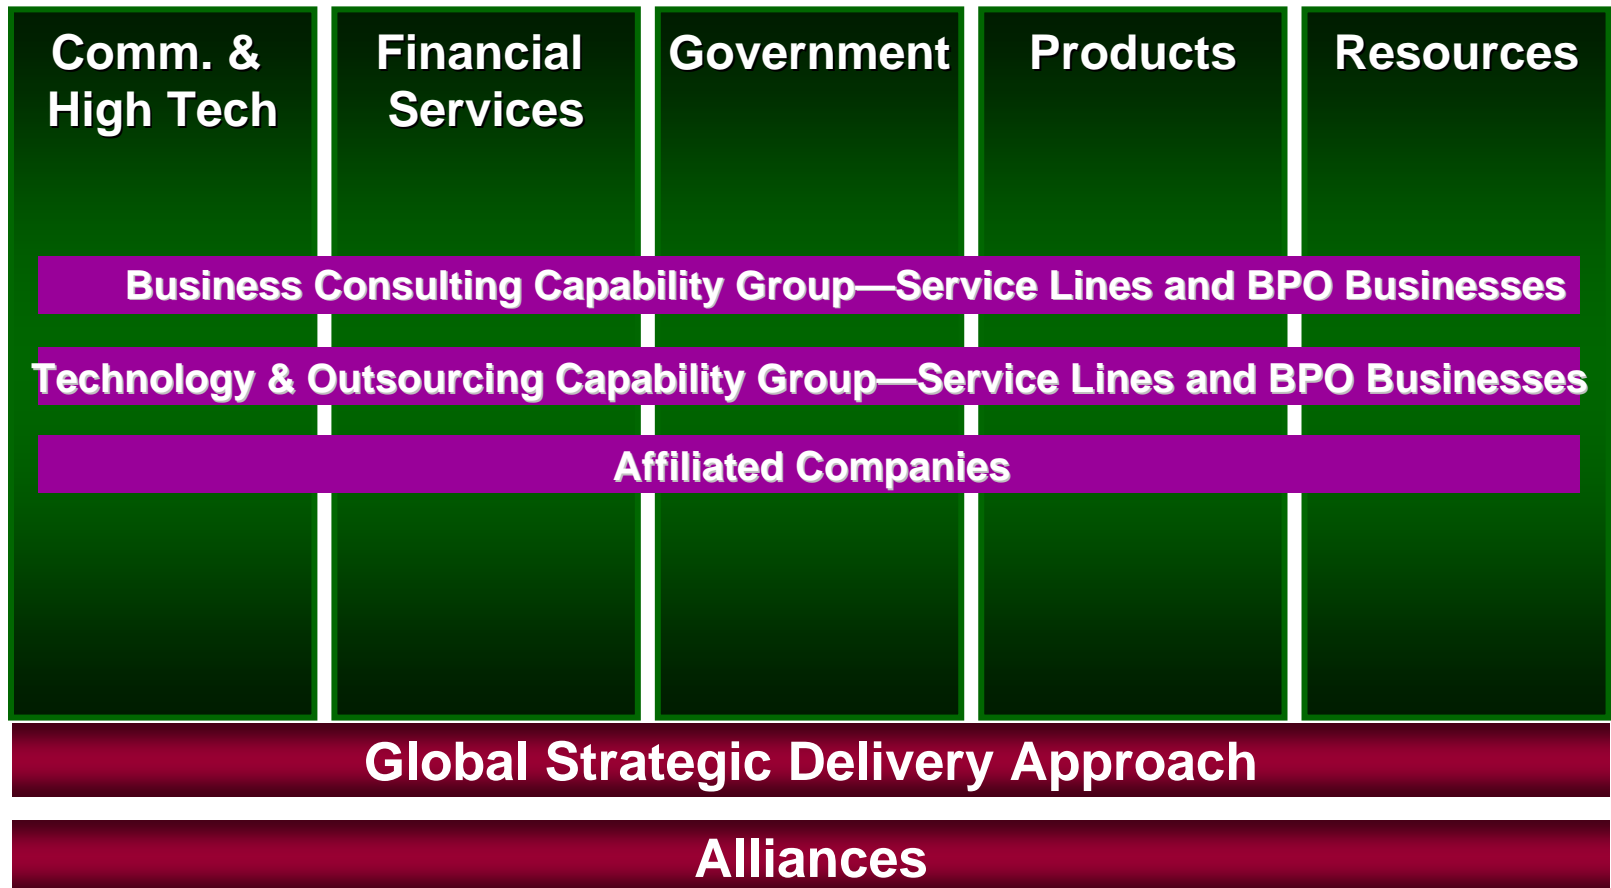 Comm. &
High Tech
Financial
Services
Government
Products
Resources
Business Consulting Capability Group—Service Lines and BPO Businesses
Technology & Outsourcing Capability Group—Service Lines and BPO Businesses
Affiliated Companies
Global Strategic Delivery Approach
Alliances